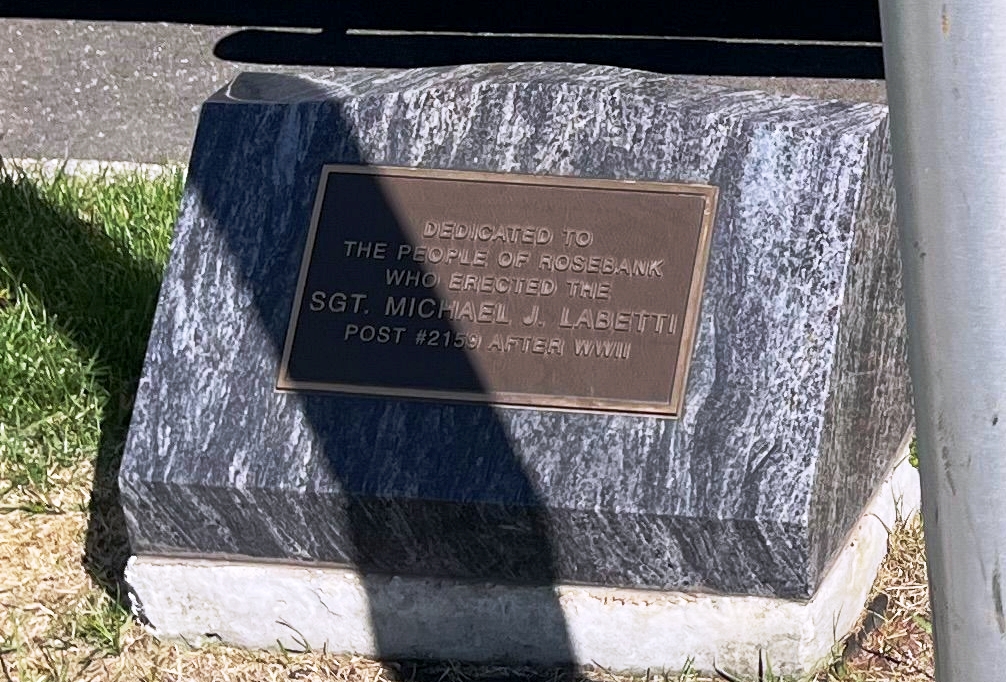 DEDICATED TO
THE PEOPLE OF ROSEBANK
WHO ERECTED THE
SGT. MICHAEL J. LABETTI
POST #2159 AFTER WWII